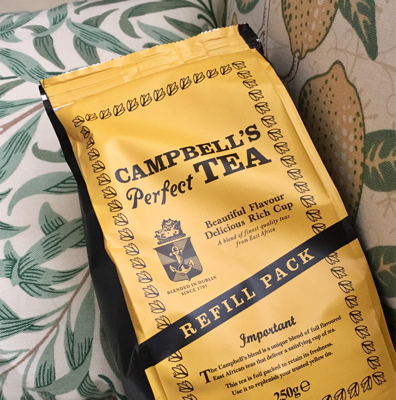 CAMPBELL'S
Perfect TEA
Beautiful Flavour
Delicious Rich Cup
A blend of finest quality teas
from East Africa
BLENDED IN DUBLIN
SINCE 1797
REFILL PACK
Important
The Campbell's blend is a unique blend of full flavoured
East African teas that deliver a satisfying cup of tea.
This tea is foil packed to retain its freshness.
Use it to replenish your trusted yellow tin.
250g℮